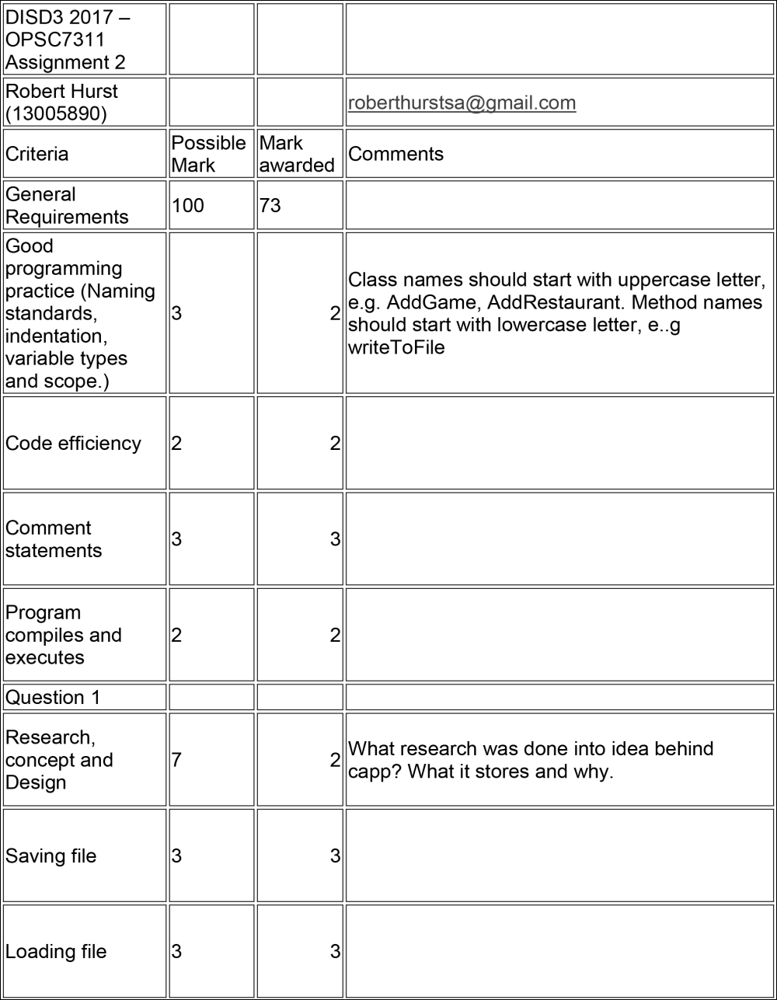 DISD3 2017 –
OPSC7311
Assignment 2
Robert Hurst
(13005890)
roberthurstsa@gmail.com
Criteria
Possible
Mark
Mark
awarded
Comments
General
Requirements
100
73
Good
programming
practice (Naming
standards,
indentation,
variable types
and scope.)
3
2
Class names should start with uppercase letter,
e.g. AddGame, AddRestaurant. Method names
should start with lowercase letter, e..g
writeToFile
Code efficiency
2
2
Comment
statements
3
3
Program
compiles and
executes
2
2
Question 1
Research,
concept and
Design
7
2
What research was done into idea behind
capp? What it stores and why.
Saving file
3
3
Loading file
3
3